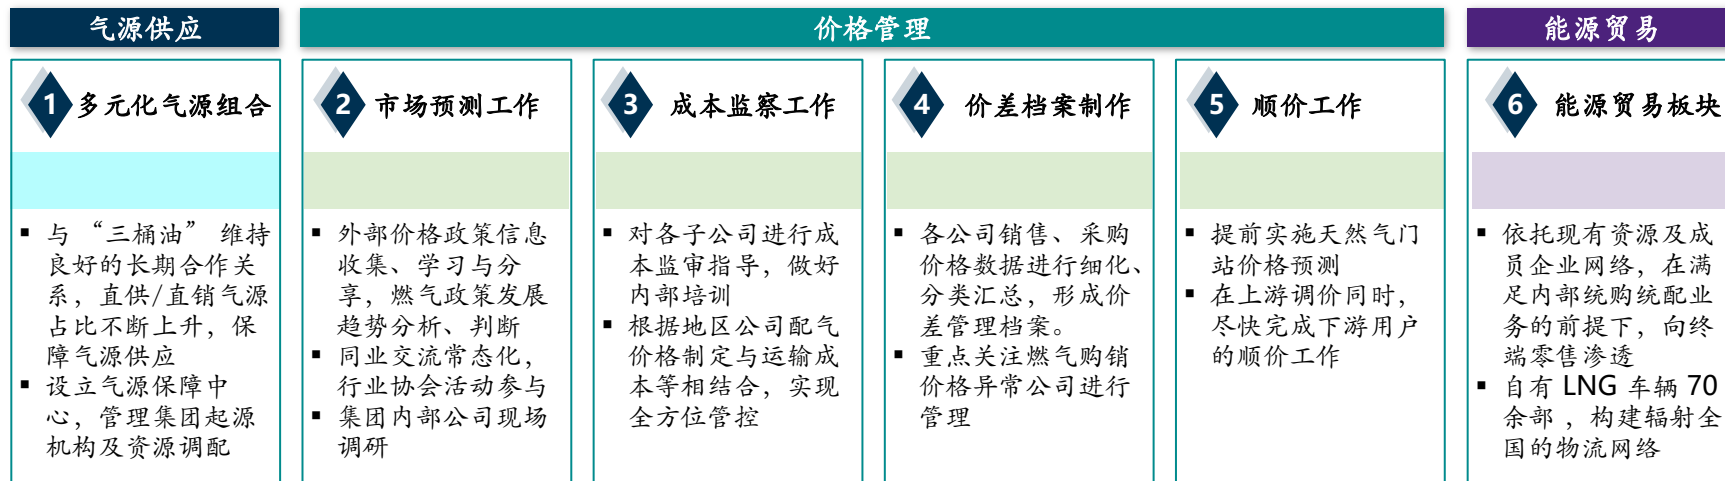 气源供应
价格管理
能源贸易
1 多元化气源组合
▪ 与“三桶油” 维持
良好的长期合作关
系，直供/直销气源
占比不断上升，保
障气源供应
▪ 设立气源保障中
心，管理集团起源
机构及资源调配
2 市场预测工作
▪ 外部价格政策信息
收集、学习与分
享，燃气政策发展
趋势分析、判断
▪ 同业交流常态化，
行业协会活动参与
▪ 集团内部公司现场
调研
3 成本监察工作
▪ 对各子公司进行成
本监审指导，做好
内部培训
▪ 根据地区公司配气
价格制定与运输成
本等相结合，实现
全方位管控
4 价差档案制作
▪ 各公司销售、采购
价格数据进行细化、
分类汇总，形成价
差管理档案。
▪ 重点关注燃气购销
价格异常公司进行
管理
5 顺价工作
▪ 提前实施天然气门
站价格预测
▪ 在上游调价同时，
尽快完成下游用户
的顺价工作
6 能源贸易板块
▪ 依托现有资源及成
员企业网络，在满
足内部统购统配业
务的前提下，向终
端零售渗透
▪ 自有 LNG 车辆 70
余部 ，构建辐射全
国的物流网络